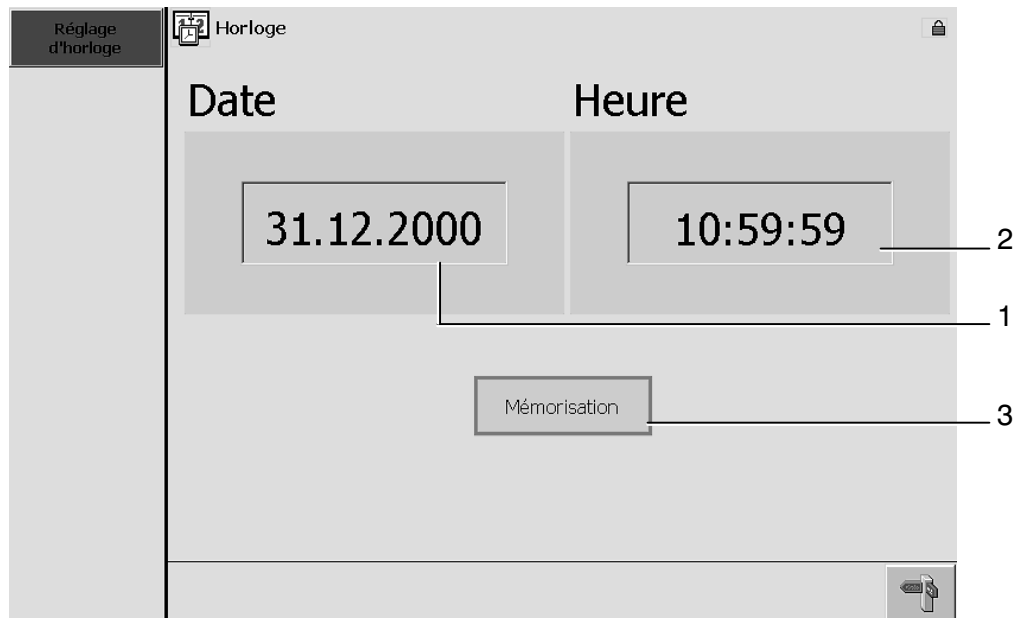 Réglage
d'horloge
Horloge
Date
Heure
31.12.2000
10:59:59
2
1
Mémorisation
3